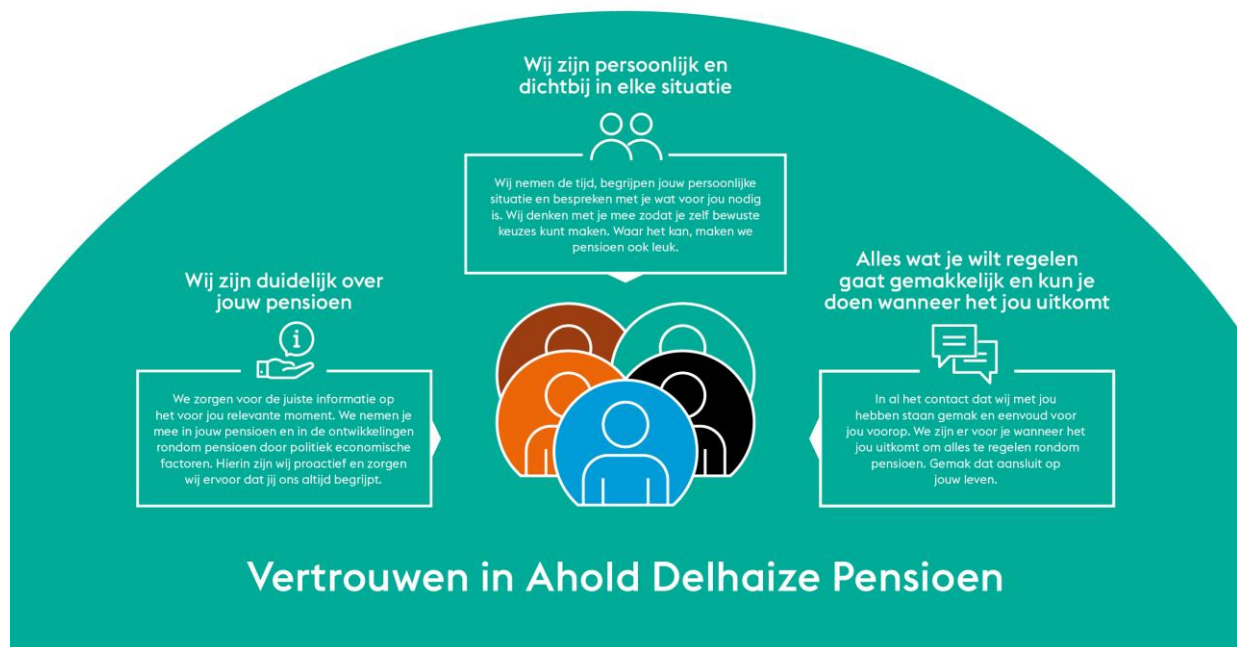 Wij zijn persoonlijk en
dichtbij in elke situatie
Wij nemen de tijd, begrijpen jouw persoonlijke
situatie en bespreken met je wat voor jou nodig
is. Wij denken met je mee zodat je zelf bewuste
keuzes kunt maken. Waar het kan, maken we
pensioen ook leuk.
Wij zijn duidelijk over
jouw pensioen
i
We zorgen voor de juiste informatie op
het voor jou relevante moment. We nemen je
mee in jouw pensioen en in de ontwikkelingen
rondom pensioen door politiek economische
factoren. Hierin zijn wij proactief en zorgen
wij ervoor dat jij ons altijd begrijpt.
Alles wat je wilt regelen
gaat gemakkelijk en kun je
doen wanneer het jou uitkomt
In al het contact dat wij met jou
hebben staan gemak en eenvoud voor
jou voorop. We zijn er voor je wanneer het
jou uitkomt om alles te regelen rondom
pensioen. Gemak dat aansluit op
jouw leven.
Vertrouwen in Ahold Delhaize Pensioen